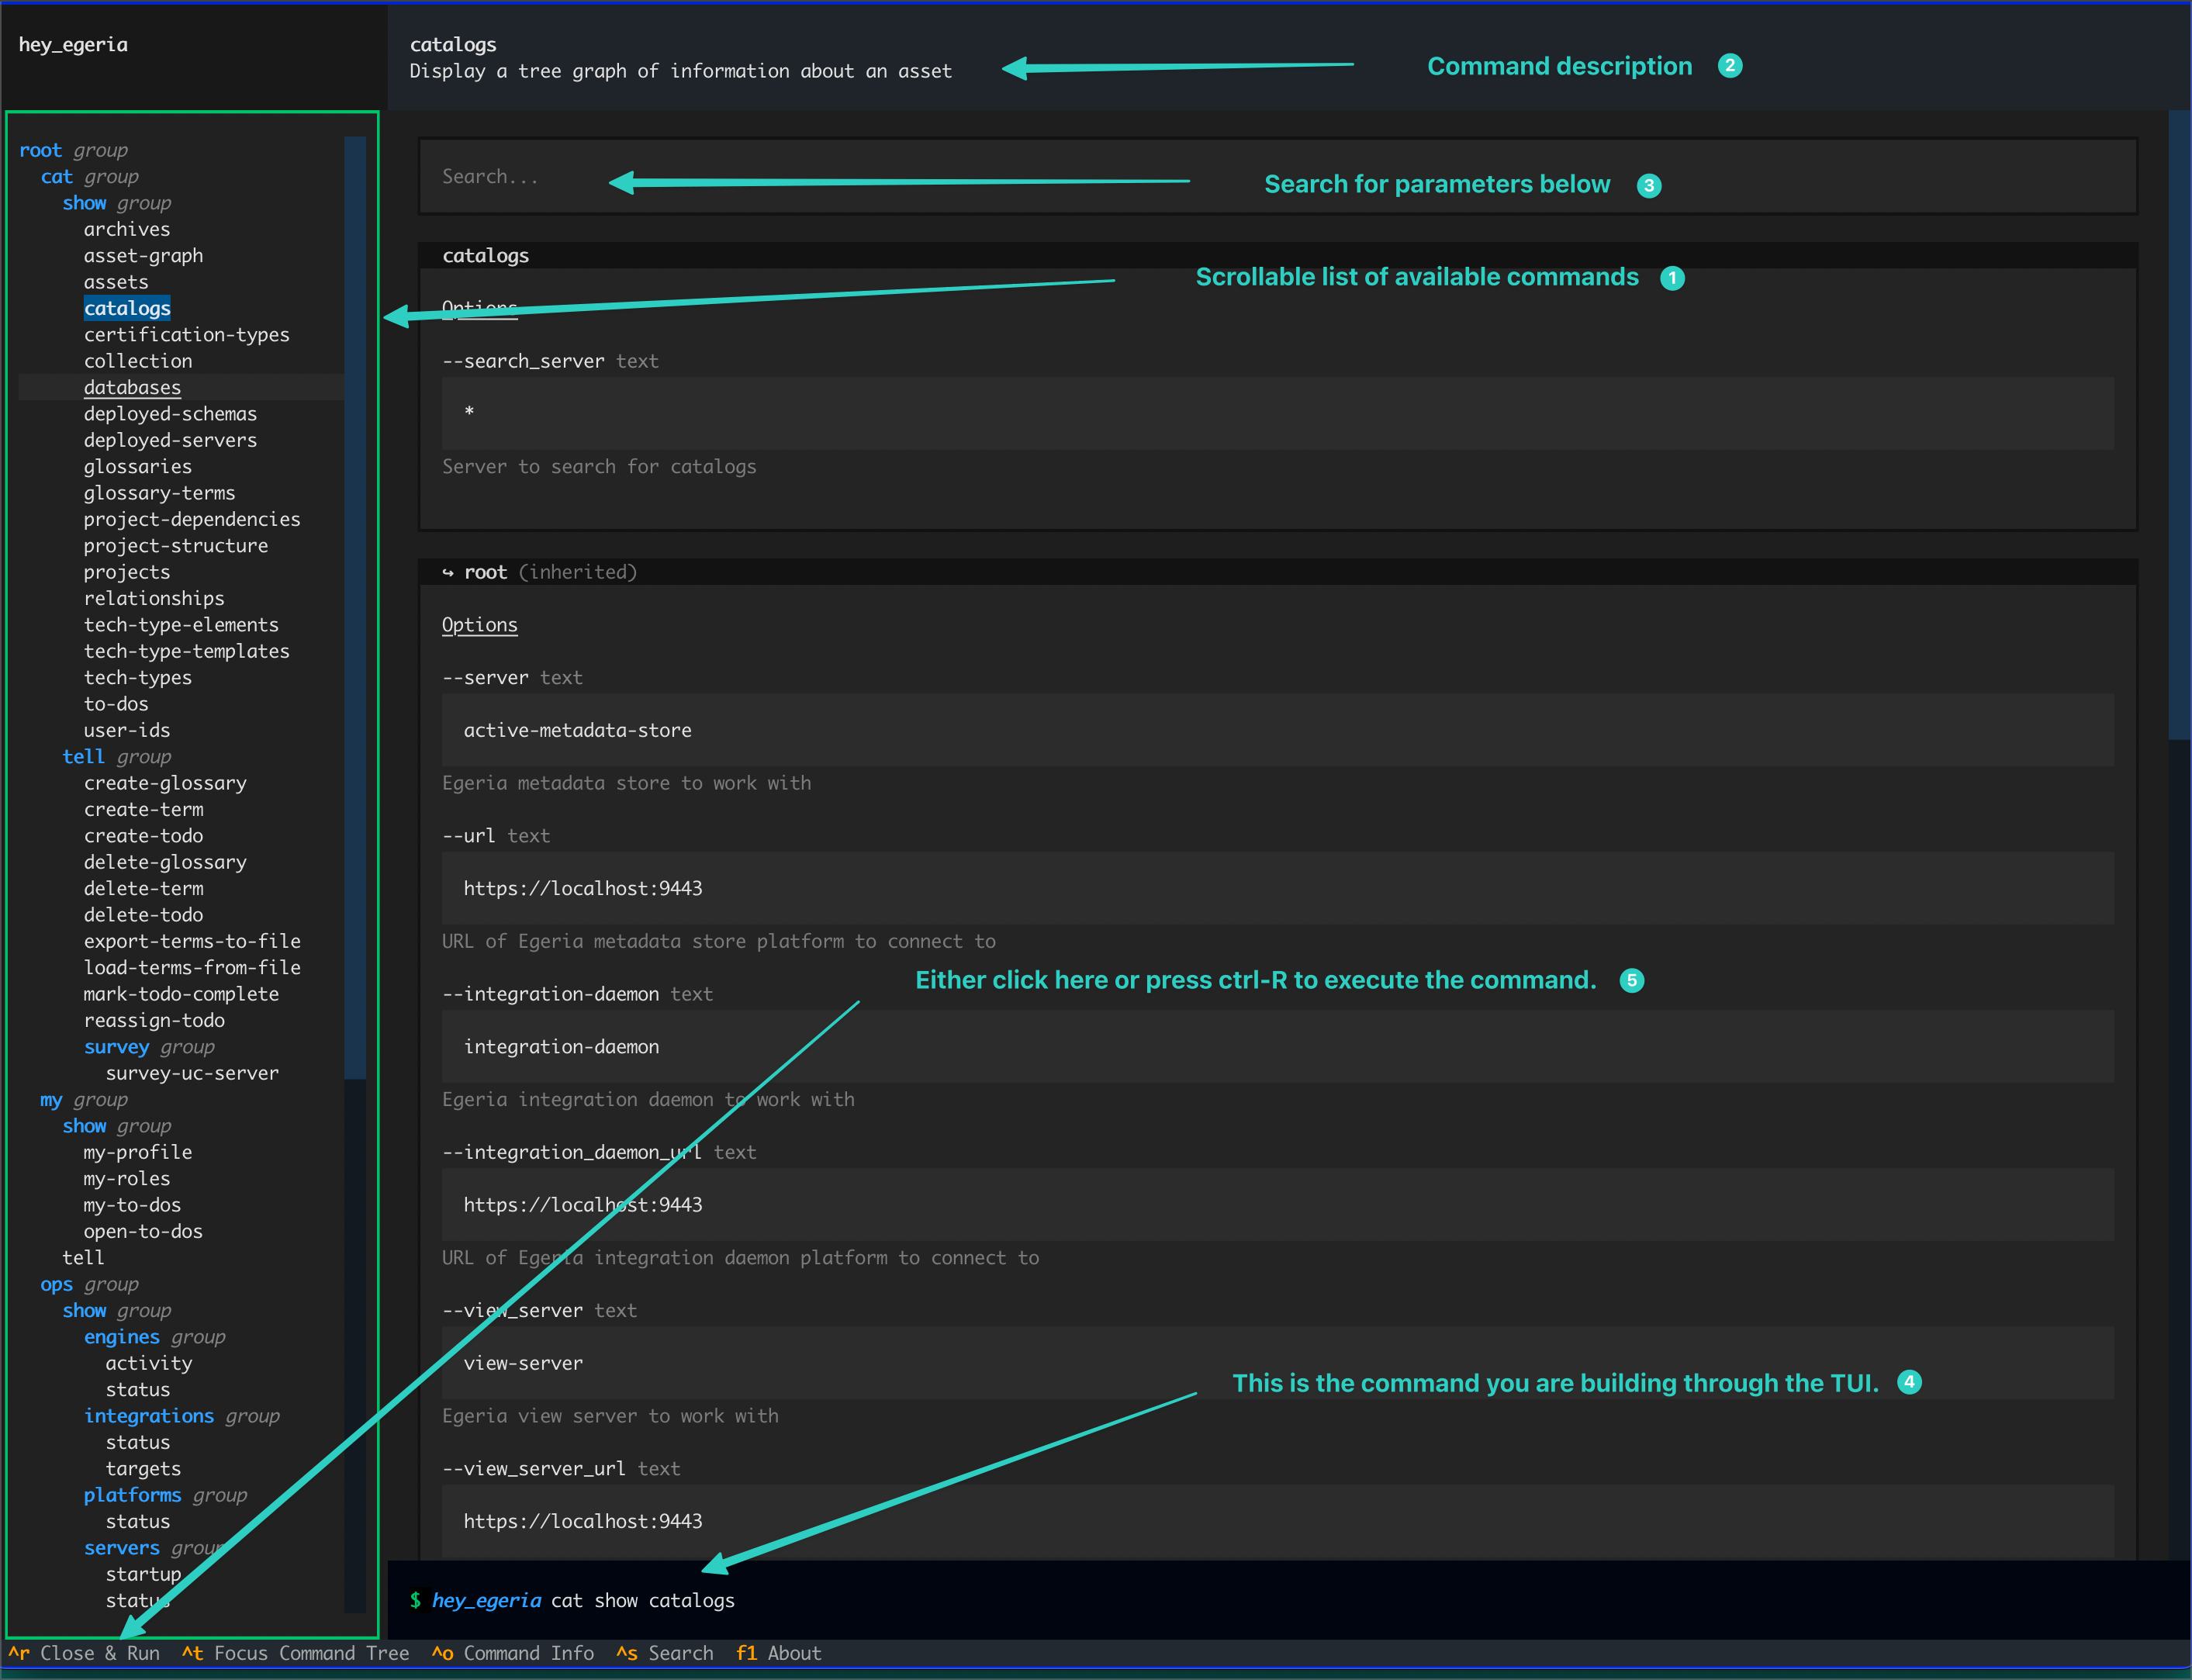 hey_egeria
root group
cat group
show group
archives
asset-graph
assets
catalogs
certification-types
collection
databases
deployed-schemas
deployed-servers
glossaries
glossary-terms
project-dependencies
project-structure
projects
relationships
tech-type-elements
tech-type-templates
tech-types
to-dos
user-ids
tell group
create-glossary
create-term
create-todo
delete-glossary
delete-term
delete-todo
export-terms-to-file
load-terms-from-file
mark-todo-complete
reassign-todo
survey group
survey-uc-server
my group
show group
my-profile
my-roles
my-to-dos
open-to-dos
tell
ops group
show group
engines group
activity
status
integrations group
status
targets
platforms group
status
servers group
startup
status
catalogs
Display a tree graph of information about an asset
Command description 2
Search...
Search for parameters below 3
catalogs
Scrollable list of available commands 1
Options
--search_server text
*
Server to search for catalogs
↪ root (inherited)
Options
--server text
active-metadata-store
Egeria metadata store to work with
--url text
https://localhost:9443
URL of Egeria metadata store platform to connect to
Either click here or press ctrl-R to execute the command. 5
--integration-daemon text
integration-daemon
Egeria integration daemon to work with
--integration_daemon_url text
https://localhost:9443
URL of Egeria integration daemon platform to connect to
--view_server text
view-server
This is the command you are building through the TUI. 4
Egeria view server to work with
--view_server_url text
https://localhost:9443
$ hey_egeria cat show catalogs
^r Close & Run ^t Focus Command Tree ^o Command Info ^s Search f1 About